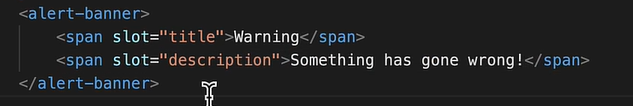 <alert-banner>
<span slot="title">Warning</span>
<span slot="description">Something has gone wrong!</span>
</alert-banner>